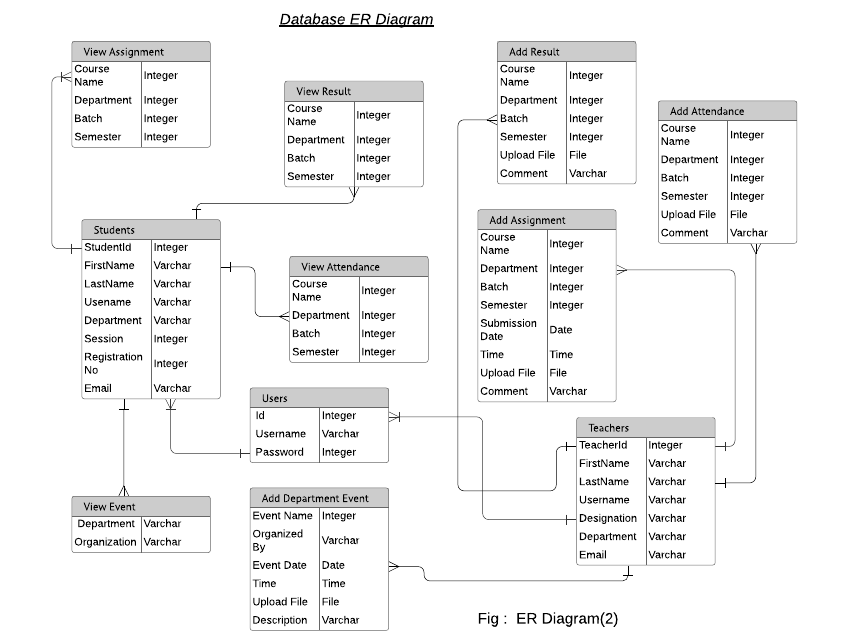 Database ER Diagram
View Assignment
Course
Name Integer
Department Integer
Batch Integer
Semester Integer
View Result
Course
Name Integer
Department Integer
Batch Integer
Semester Integer
Add Result
Course
Name Integer
Department Integer
Batch Integer
Semester Integer
Upload File File
Comment Varchar
Add Attendance
Course
Name Integer
Department Integer
Batch Integer
Semester Integer
Upload File File
Comment Varchar
Students
StudentId Integer
FirstName Varchar
LastName Varchar
Usename Varchar
Department Varchar
Session Integer
Registration
No Integer
Email Varchar
View Attendance
Course
Name Integer
Department Integer
Batch Integer
Semester Integer
Add Assignment
Course
Name Integer
Department Integer
Batch Integer
Semester Integer
Submission
Date Date
Time Time
Upload File File
Comment Varchar
Users
Id Integer
Username Varchar
Password Integer
Teachers
TeacherId Integer
FirstName Varchar
LastName Varchar
Username Varchar
Designation Varchar
Department Varchar
Email Varchar
View Event
Department Varchar
Organization Varchar
Add Department Event
Event Name Integer
Organized
By Varchar
Event Date Date
Time Time
Upload File File
Description Varchar
Fig : ER Diagram(2)